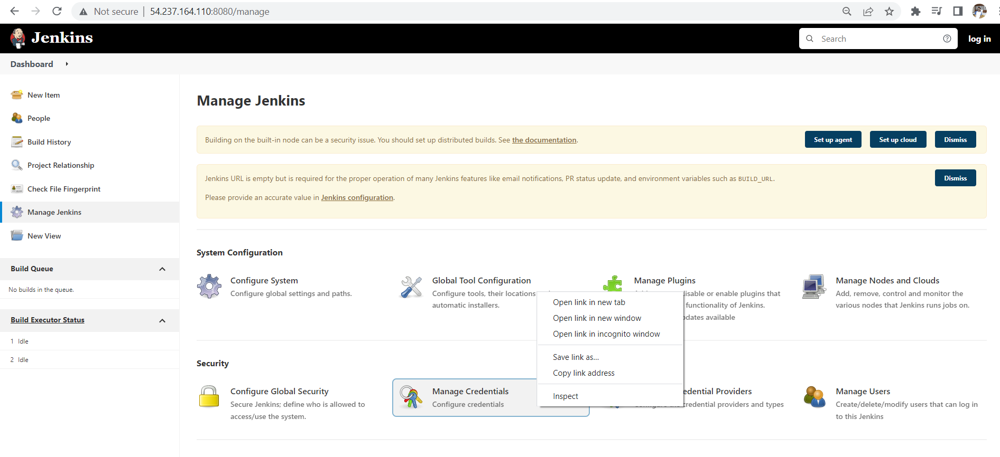 Not secure | 54.237.164.110:8080/manage
Jenkins
Search
log in
Dashboard
New Item
People
Build History
Project Relationship
Check File Fingerprint
Manage Jenkins
New View
Build Queue
No builds in the queue.
Build Executor Status
1 Idle
2 Idle
Manage Jenkins
Building on the built-in node can be a security issue. You should set up distributed builds. See the documentation.
Set up agent
Set up cloud
Dismiss
Jenkins URL is empty but is required for the proper operation of many Jenkins features like email notifications, PR status update, and environment variables such as BUILD_URL.
Please provide an accurate value in Jenkins configuration.
Dismiss
System Configuration
Configure System
Configure global settings and paths.
Global Tool Configuration
Configure tools, their locations
automatic installers.
Manage Plugins
isable or enable plugins that
functionality of Jenkins.
pdates available
Manage Nodes and Clouds
Add, remove, control and monitor the
various nodes that Jenkins runs jobs on.
Open link in new tab
Open link in new window
Open link in incognito window
Save link as...
Copy link address
Inspect
Security
Configure Global Security
Secure Jenkins; define who is allowed to
access/use the system.
Manage Credentials
Configure credentials
edential Providers
redential providers and types
Manage Users
Create/delete/modify users that can log in
to this Jenkins